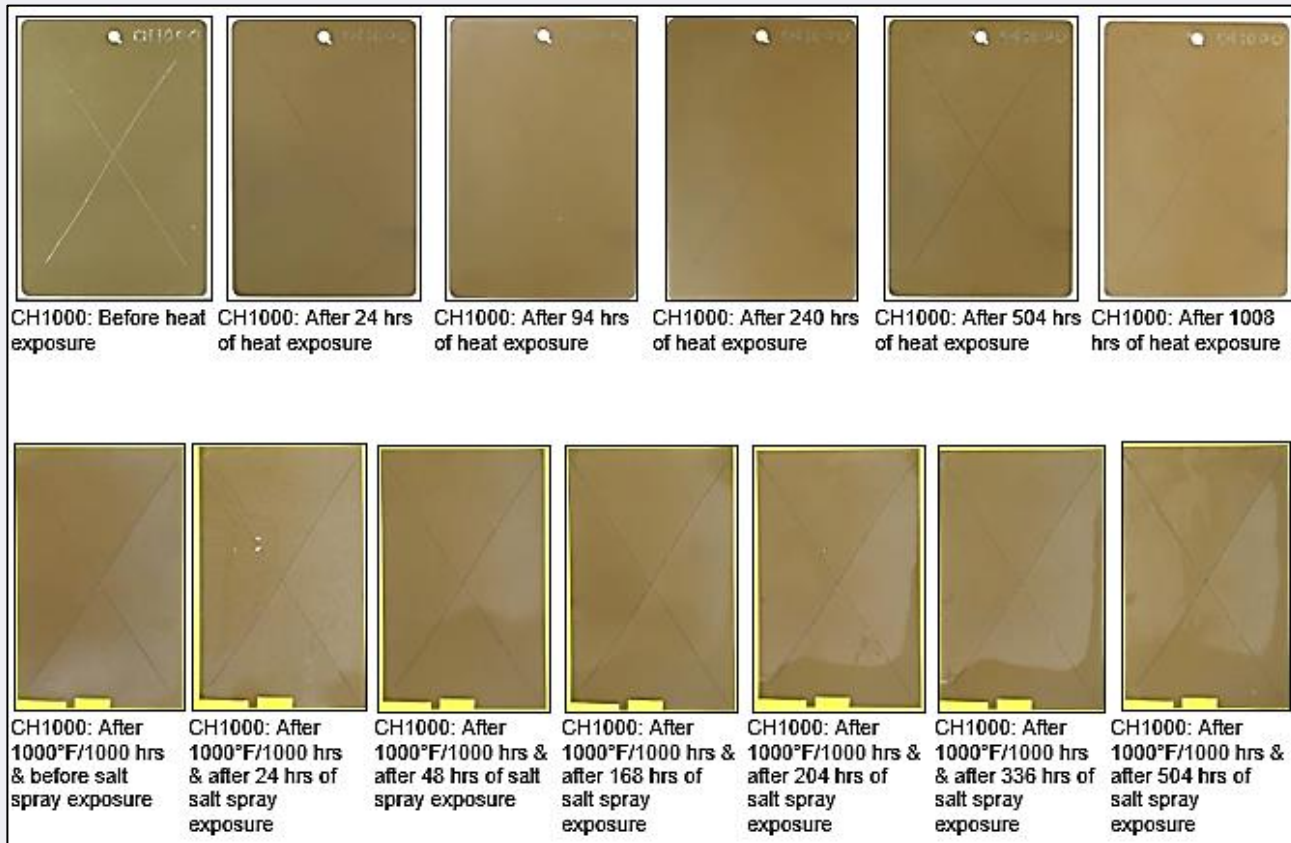 CH1000: Before heat
exposure
CH1000: After 24 hrs
of heat exposure
CH1000: After 94 hrs
of heat exposure
CH1000: After 240 hrs
of heat exposure
CH1000: After 504 hrs
of heat exposure
CH1000: After 1008
hrs of heat exposure
CH1000: After
1000°F/1000 hrs
& before salt
spray exposure
CH1000: After
1000°F/1000 hrs
& after 24 hrs of
salt spray
exposure
CH1000: After
1000°F/1000 hrs &
after 48 hrs of salt
spray exposure
CH1000: After
1000°F/1000 hrs &
after 168 hrs of
salt spray
exposure
CH1000: After
1000°F/1000 hrs &
after 204 hrs of
salt spray
exposure
CH1000: After
1000°F/1000 hrs
& after 336 hrs of
salt spray
exposure
CH1000: After
1000°F/1000 hrs &
after 504 hrs of
salt spray
exposure